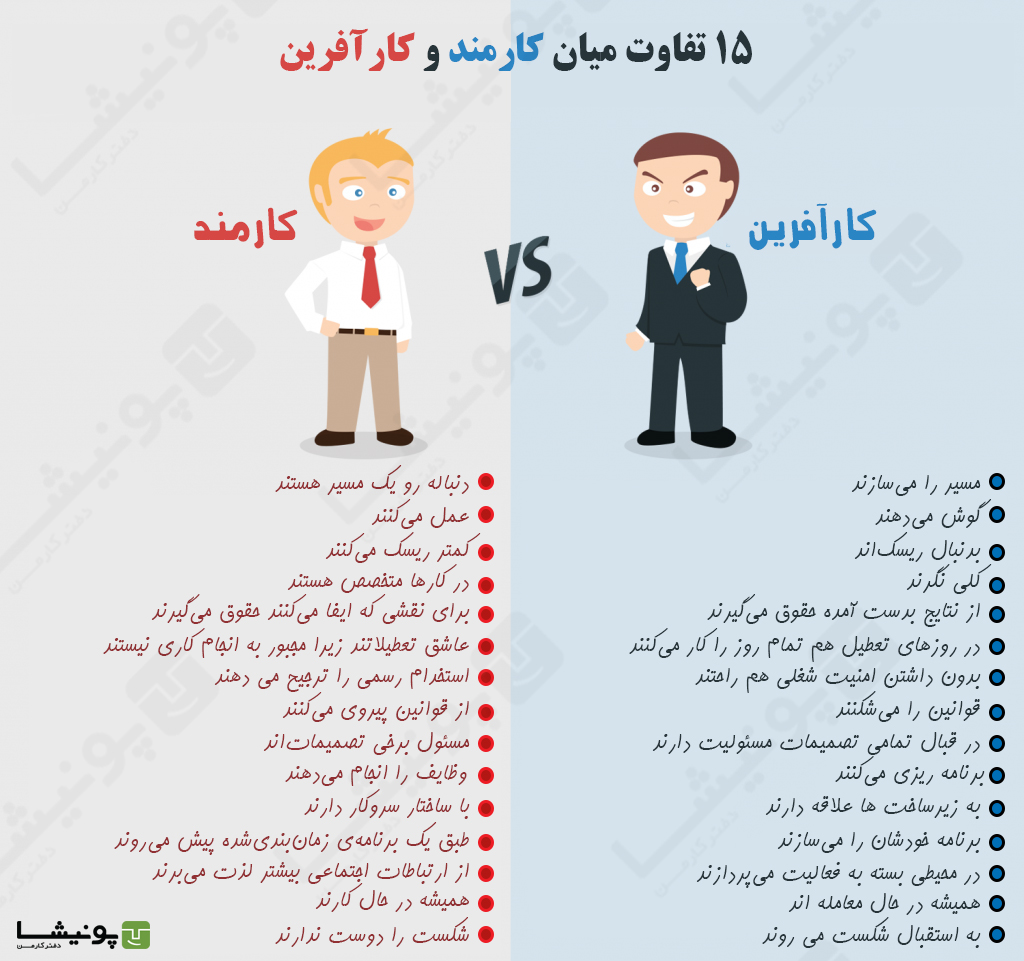 ۱۵ تفاوت میان کارمند و کارآفرین
کارآفرین
VS
کارمند
مسیر را می‌سازند
گوش می‌دهند
بدنبال ریسک‌اند
کلی نگرند
از نتایج بدست آمده حقوق می‌گیرند
در روزهای تعطیل هم تمام روز را کار می‌کنند
بدون داشتن امنیت شغلی هم راحتند
قوانین را می‌شکنند
در قبال تمامی تصمیمات مسئولیت دارند
برنامه ریزی می‌کنند
به زیرساخت ها علاقه دارند
برنامه خودشان را می‌سازند
در محیطی بسته به فعالیت می‌پردازند
همیشه در حال معامله اند
به استقبال شکست می روند
دنباله رو یک مسیر هستند
عمل می‌کنند
کمتر ریسک می‌کنند
در کارها متخصص هستند
برای نقشی که ایفا می‌کنند حقوق می‌گیرند
عاشق تعطیلاتند زیرا مجبور به انجام کاری نیستند
استخدام رسمی را ترجیح می دهند
از قوانین پیروی می‌کنند
مسئول برخی تصمیمات‌اند
وظایف را انجام می‌دهند
با ساختار سروکار دارند
طبق یک برنامه‌ی زمان‌بندی‌شده پیش می‌روند
از ارتباطات اجتماعی بیشتر لذت می‌برند
همیشه در حال کارند
شکست را دوست ندارند
پونیشا
دفترکارمن